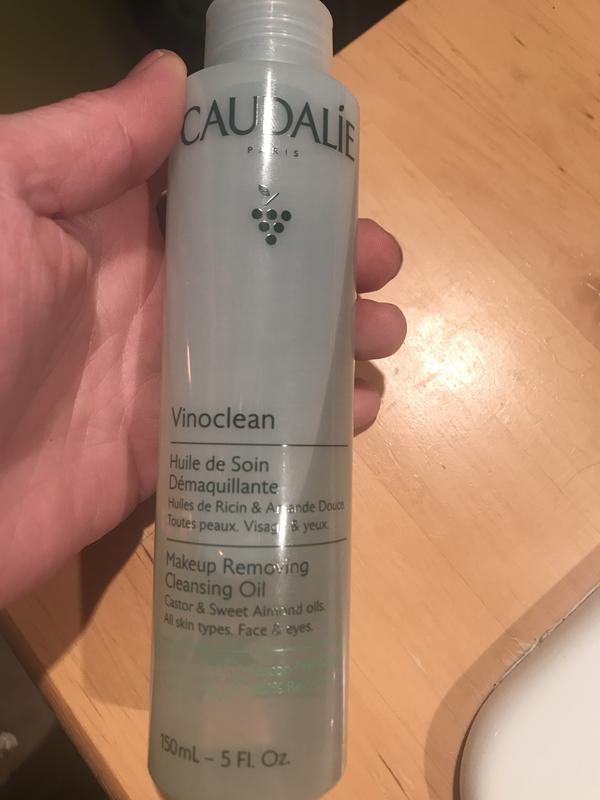 CAUDALÍE
PARIS
Vinoclean
Huile de Soin
Démaquillante
Huiles de Ricin & Amande Douce
Toutes peaux. Visage & yeux.
Makeup Removing
Cleansing Oil
Castor & Sweet Almond oils.
All skin types. Face & eyes.
150mL - 5 Fl. Oz.